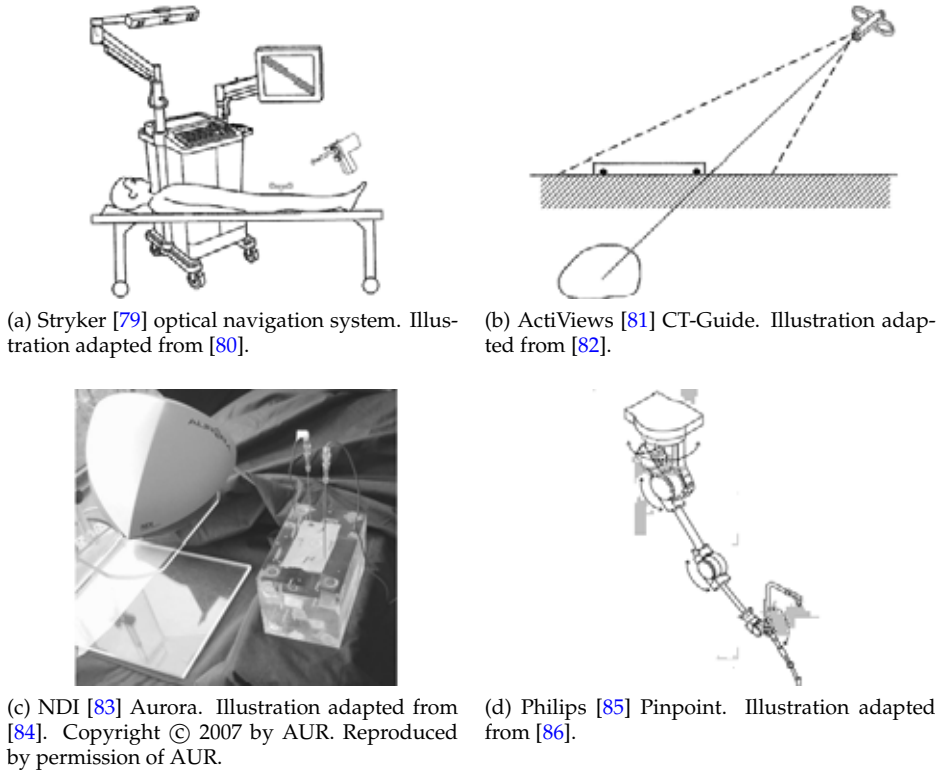 (a) Stryker [79] optical navigation system. Illus-
tration adapted from [80].
(b) ActiViews [81] CT-Guide. Illustration adap-
ted from [82].
AURORA
(c) NDI [83] Aurora. Illustration adapted from
[84]. Copyright © 2007 by AUR. Reproduced
by permission of AUR.
(d) Philips [85] Pinpoint. Illustration adapted
from [86].